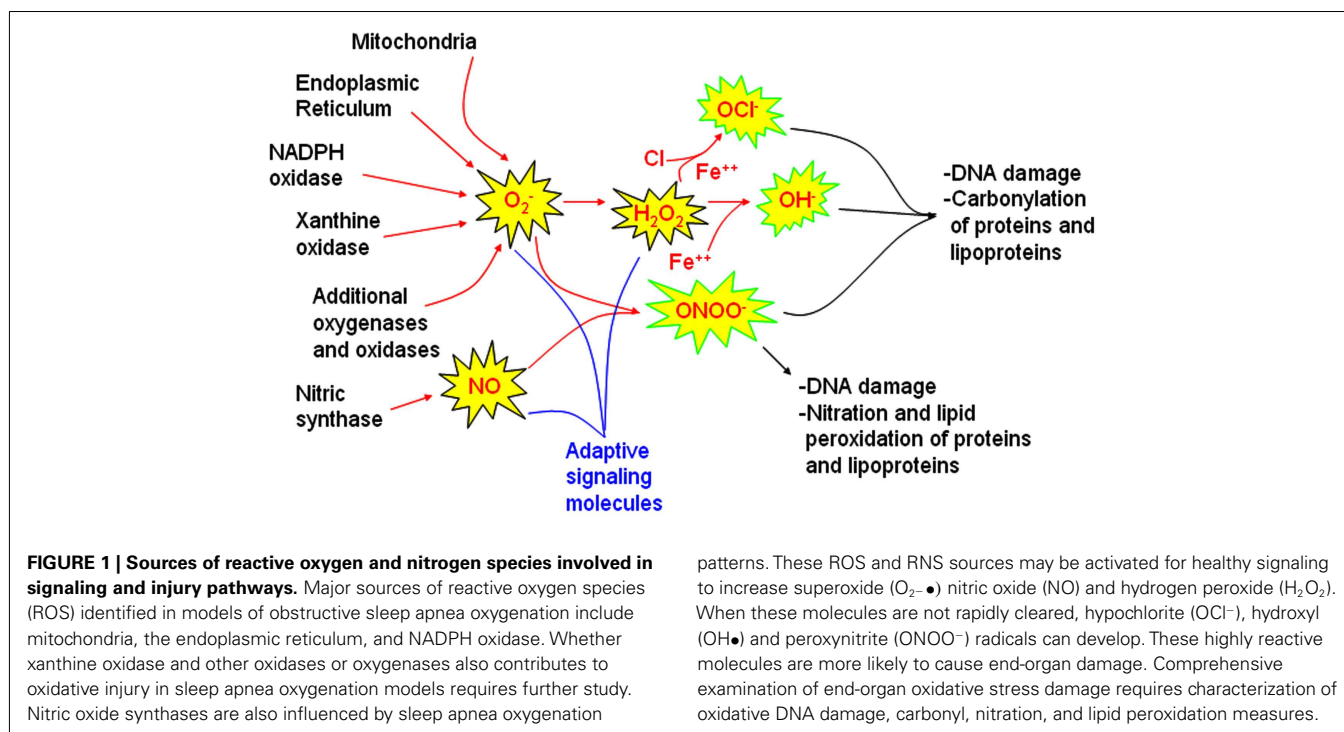 Mitochondria
Endoplasmic
Reticulum
NADPH
oxidase
Xanthine
oxidase
Additional
oxygenases
and oxidases
Nitric
synthase
O₂⁻
NO
H₂O₂
Cl
Fe⁺⁺
Fe⁺⁺
OCl⁻
OH⁻
ONOO⁻
Adaptive
signaling
molecules
-DNA damage
-Carbonylation
of proteins and
lipoproteins
-DNA damage
-Nitration and lipid
peroxidation of proteins
and lipoproteins
FIGURE 1 | Sources of reactive oxygen and nitrogen species involved in
signaling and injury pathways. Major sources of reactive oxygen species
(ROS) identified in models of obstructive sleep apnea oxygenation include
mitochondria, the endoplasmic reticulum, and NADPH oxidase. Whether
xanthine oxidase and other oxidases or oxygenases also contributes to
oxidative injury in sleep apnea oxygenation models requires further study.
Nitric oxide synthases are also influenced by sleep apnea oxygenation
patterns. These ROS and RNS sources may be activated for healthy signaling
to increase superoxide (O₂₋●) nitric oxide (NO) and hydrogen peroxide (H₂O₂).
When these molecules are not rapidly cleared, hypochlorite (OCl⁻), hydroxyl
(OH●) and peroxynitrite (ONOO⁻) radicals can develop. These highly reactive
molecules are more likely to cause end-organ damage. Comprehensive
examination of end-organ oxidative stress damage requires characterization of
oxidative DNA damage, carbonyl, nitration, and lipid peroxidation measures.